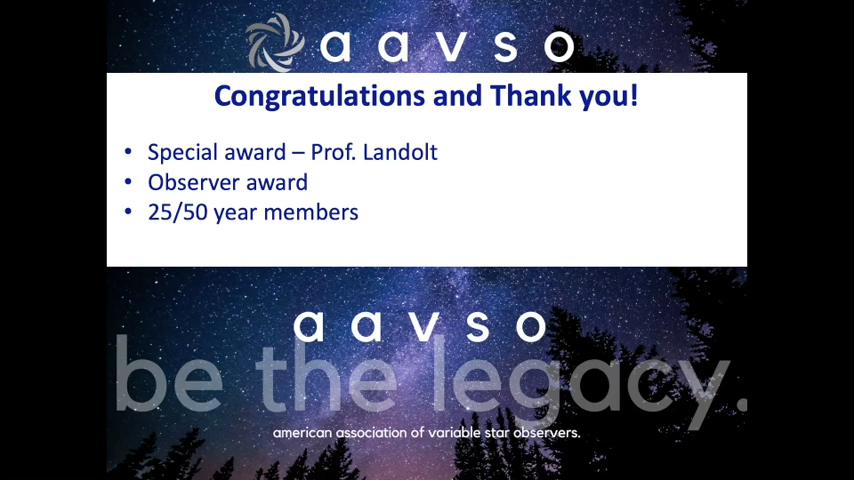 aavso
Congratulations and Thank you!
• Special award – Prof. Landolt
• Observer award
• 25/50 year members
aavso
be the legacy.
american association of variable star observers.